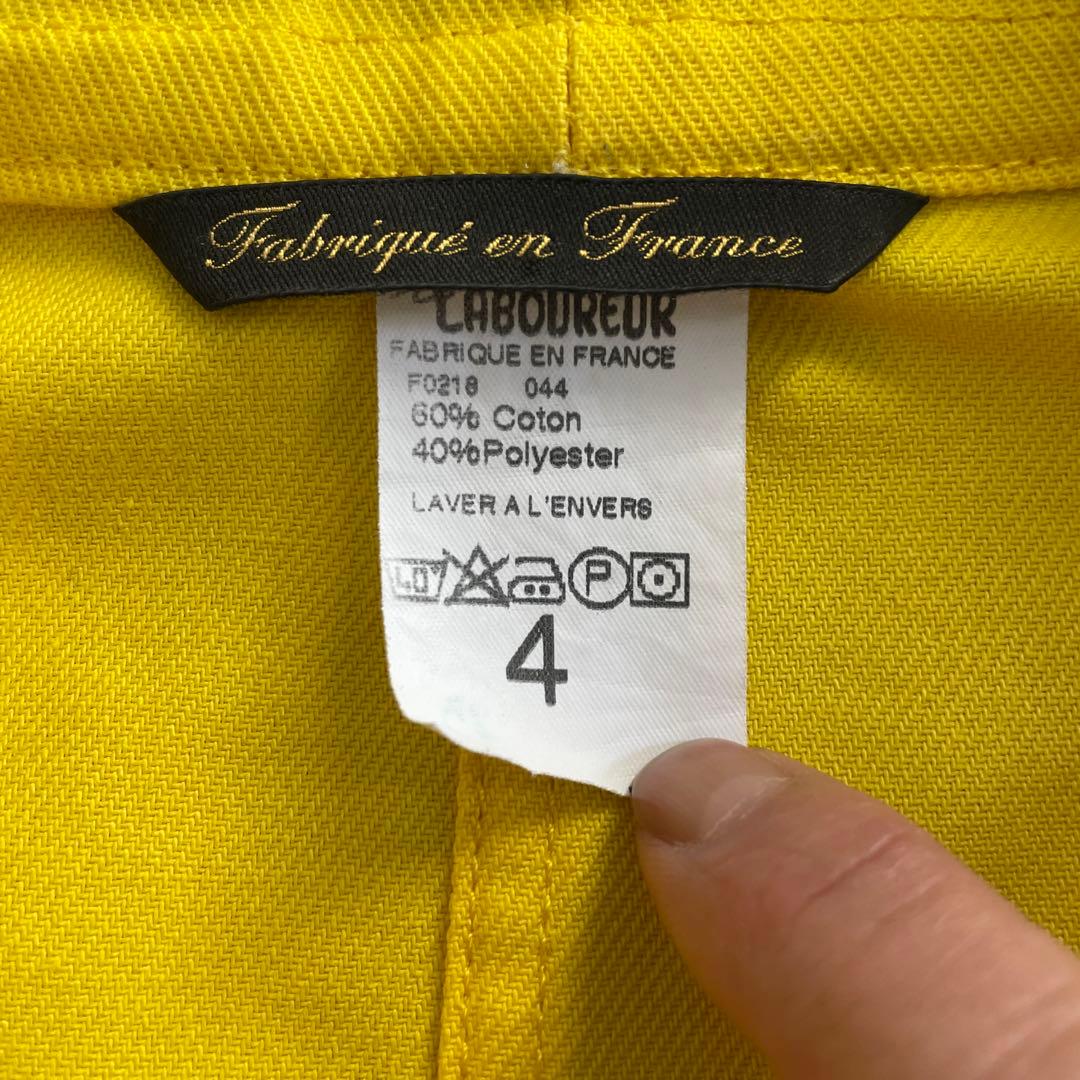 Fabriqué en France
LABOUREUR
FABRIQUE EN FRANCE
F0218 044
60% Coton
40%Polyester
LAVER A L'ENVERS
40° P
4